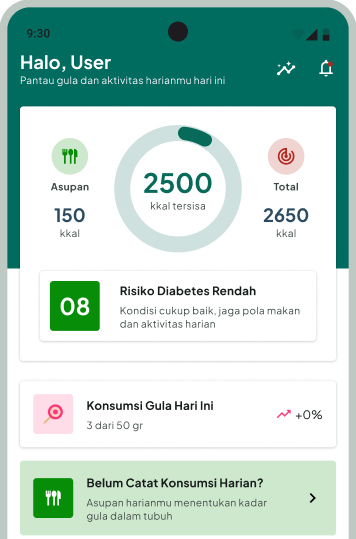 9:30
Halo, User
Pantau gula dan aktivitas harianmu hari ini
2500
kkal tersisa
Asupan
150
kkal
Total
2650
kkal
08
Risiko Diabetes Rendah
Kondisi cukup baik, jaga pola makan
dan aktivitas harian
Konsumsi Gula Hari Ini
3 dari 50 gr
+0%
Belum Catat Konsumsi Harian?
Asupan harianmu menentukan kadar
gula dalam tubuh